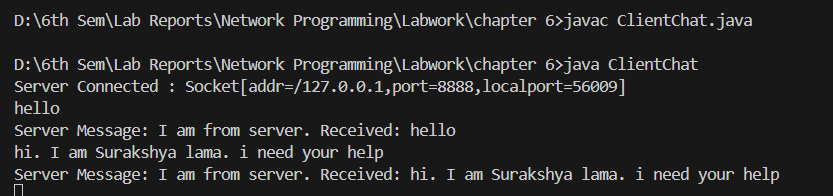 D:\6th Sem\Lab Reports\Network Programming\Labwork\chapter 6>javac ClientChat.java
D:\6th Sem\Lab Reports\Network Programming\Labwork\chapter 6>java ClientChat
Server Connected : Socket[addr=/127.0.0.1,port=8888,localport=56009]
hello
Server Message: I am from server. Received: hello
hi. I am Surakshya lama. i need your help
Server Message: I am from server. Received: hi. I am Surakshya lama. i need your help